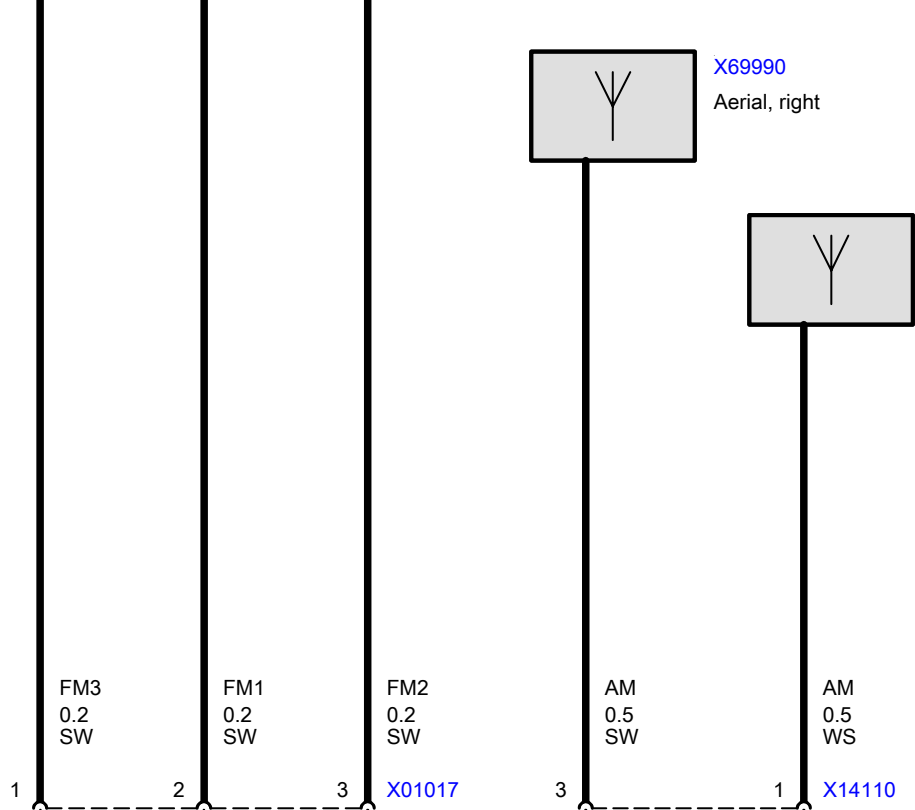 X69990
Aerial, right
FM3
0.2
SW
FM1
0.2
SW
FM2
0.2
SW
AM
0.5
SW
AM
0.5
WS
1
2
3
X01017
3
1
X14110